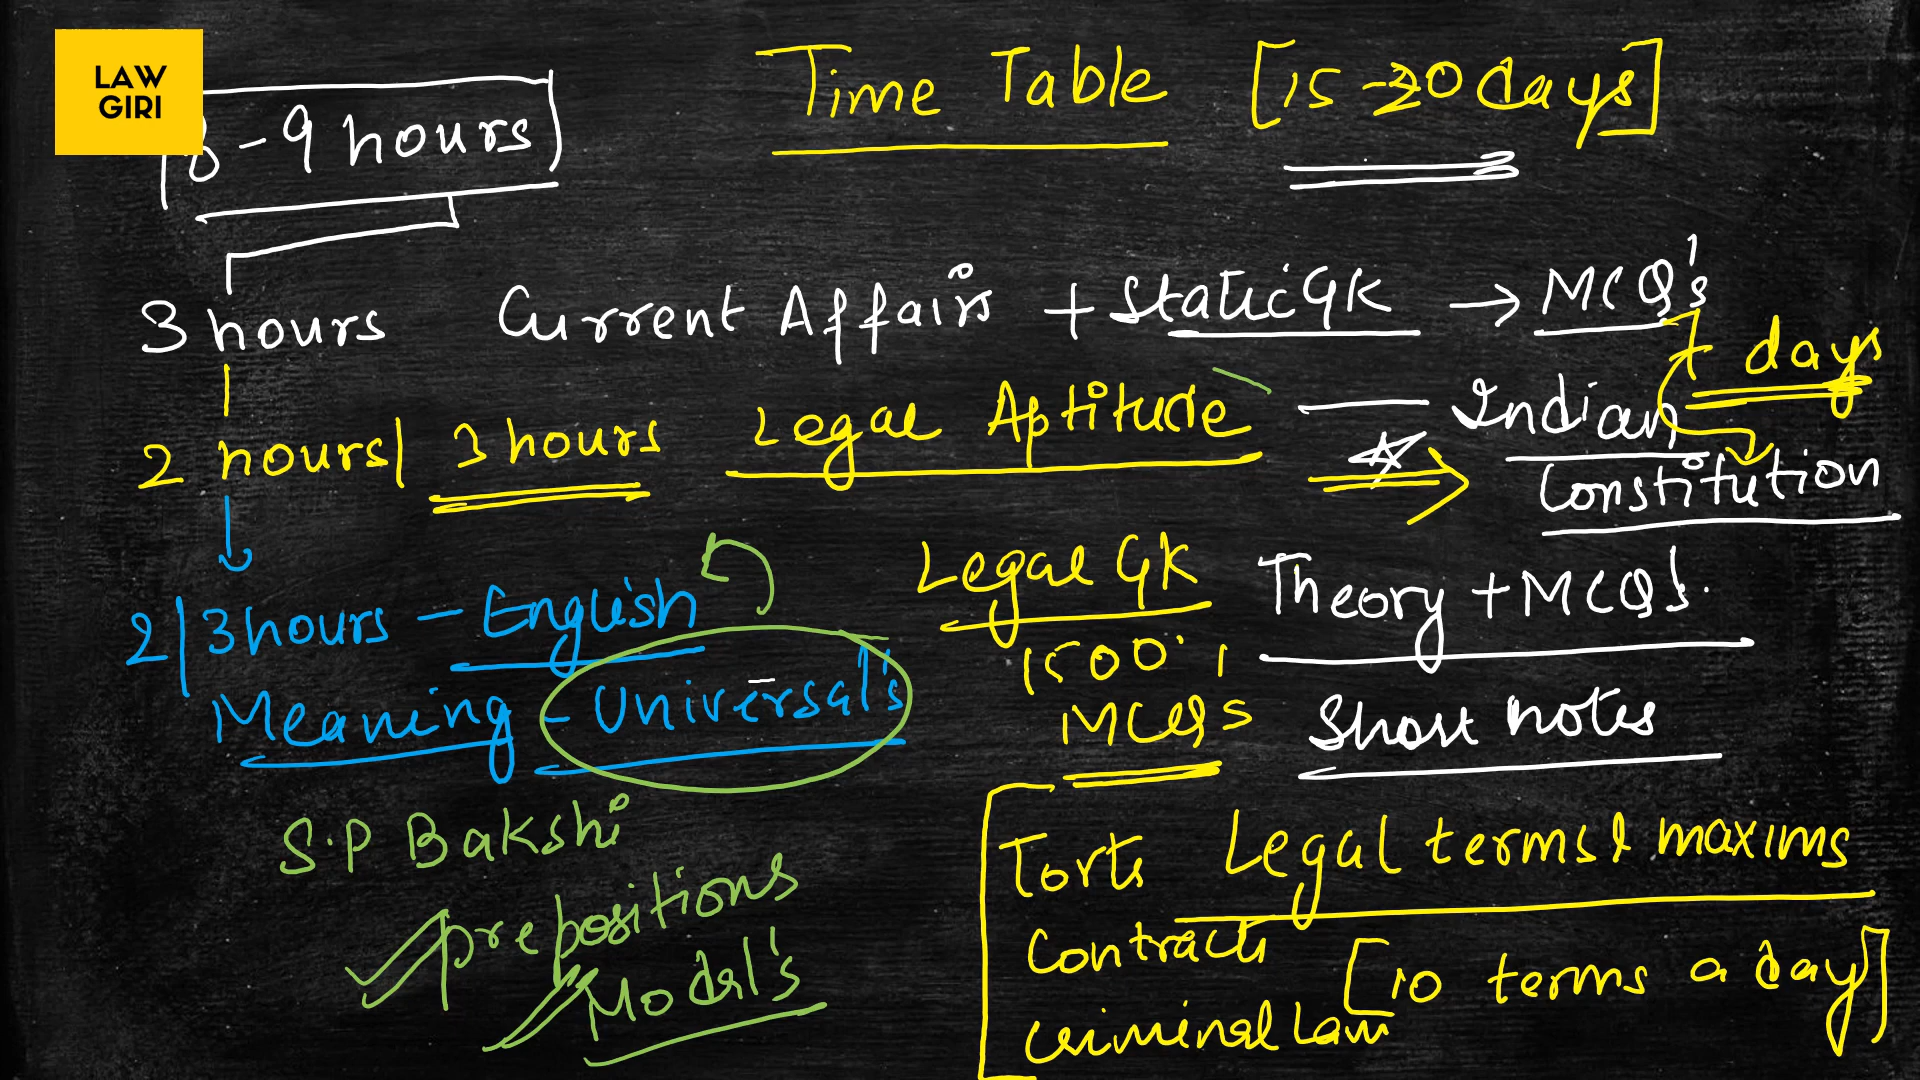 LAW
GIRI
Time Table [15-20 days]
8-9 hours
3 hours Current Affairs + Static GK → MCQ's
7 days
2 hours| 3 hours Legal Aptitude — Indian
Constitution
2|3 hours - English
Legal GK
Theory + MCQ's.
1500's
Meaning - Universal's
MCQs
Short notes
S.P Bakshi
prepositions
Modal's
Torts Legal terms & maxims
Contracts [10 terms a day]
Criminal Law